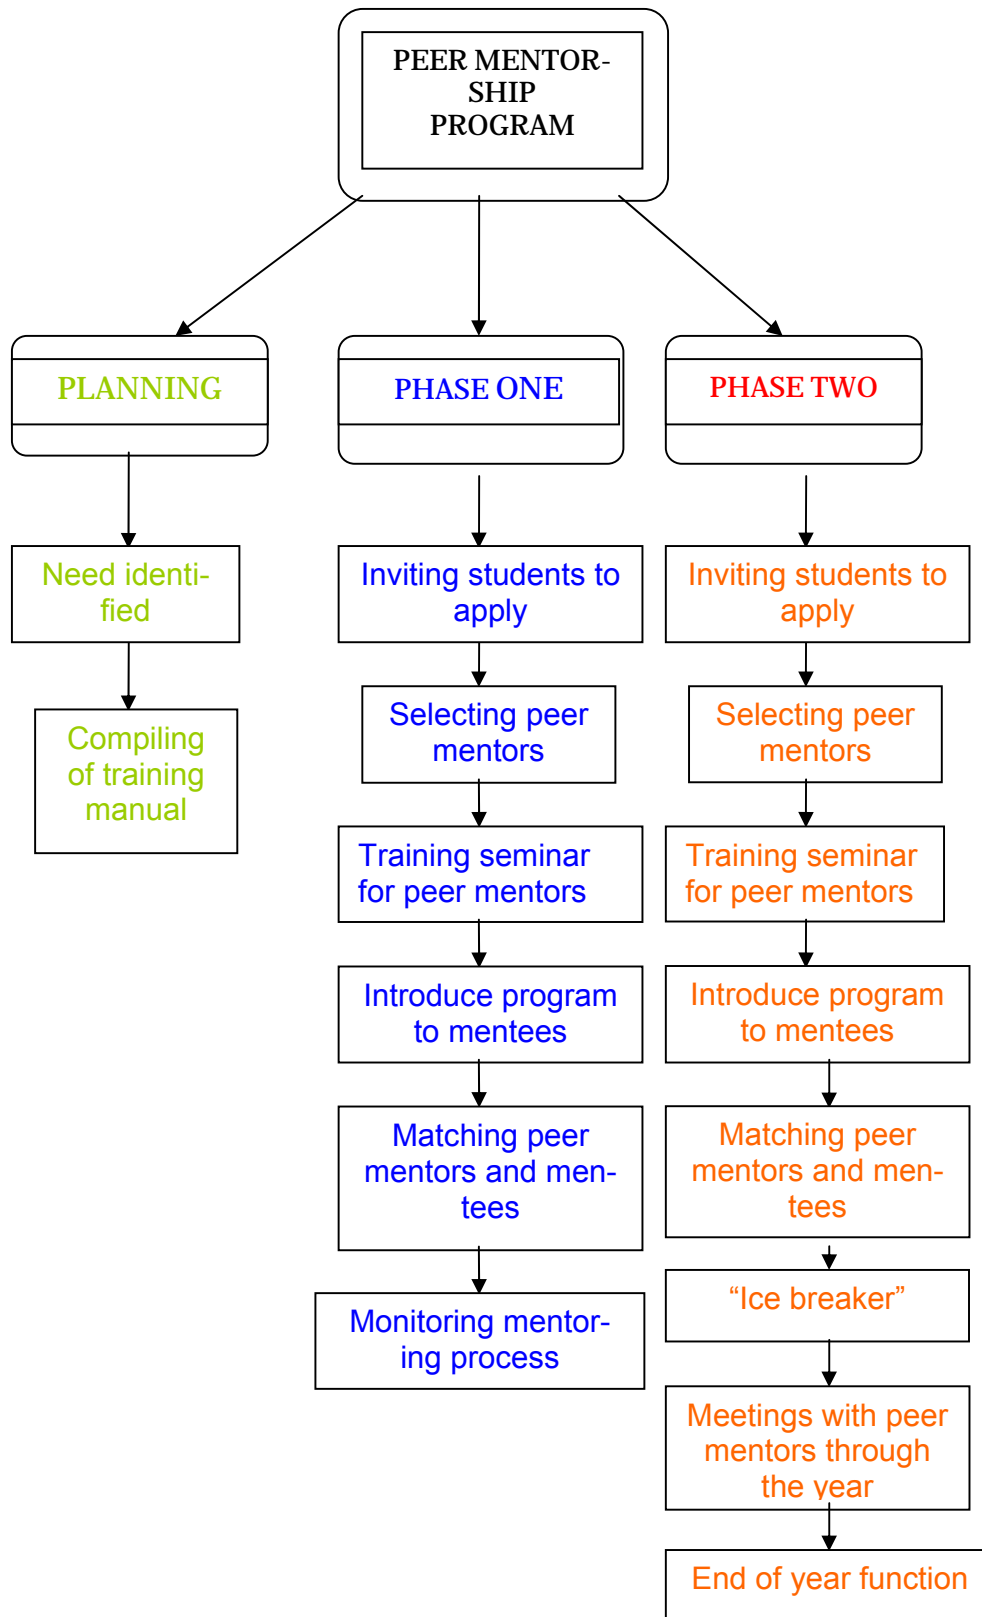 PEER MENTOR-
SHIP
PROGRAM
PLANNING
Need identi-
fied
Compiling
of training
manual
PHASE ONE
Inviting students to
apply
Selecting peer
mentors
Training seminar
for peer mentors
Introduce program
to mentees
Matching peer
mentors and men-
tees
Monitoring mentor-
ing process
PHASE TWO
Inviting students to
apply
Selecting peer
mentors
Training seminar
for peer mentors
Introduce program
to mentees
Matching peer
mentors and men-
tees
“Ice breaker”
Meetings with peer
mentors through
the year
End of year function